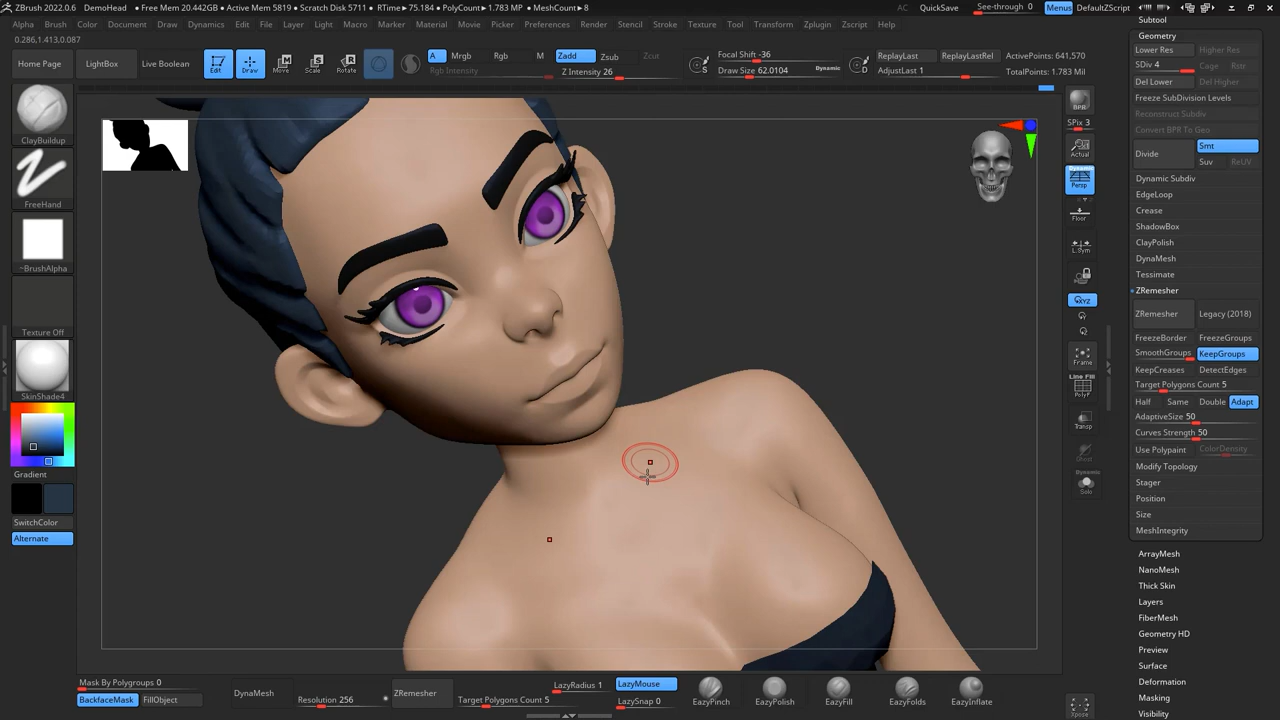 ZBrush 2022.0.6 DemoHead • Free Mem 20.442GB • Active Mem 5819 • Scratch Disk 5711 • RTime▸75.184 • PolyCount▸1.783 MP • MeshCount▸8 AC QuickSave See-through 0 Menus DefaultZScript
Alpha Brush Color Document Draw Dynamics Edit File Layer Light Macro Marker Material Movie Picker Preferences Render Stencil Stroke Texture Tool Transform Zplugin Zscript Help
0.286,1.413,0.087
Home Page
LightBox
Live Boolean
Edit
Draw
Move
Scale
Rotate
A Mrgb Rgb M Zadd Zsub Zcut
Rgb Intensity Z Intensity 26
S
Focal Shift -36
Draw Size 62.0104 Dynamic
D
ReplayLast ReplayLastRel
AdjustLast 1
ActivePoints: 641,570
TotalPoints: 1.783 Mil
ClayBuildup
FreeHand
~BrushAlpha
Texture Off
SkinShade4
Gradient
SwitchColor
Alternate
BPR
SPix 3
Actual
Dynamic
Persp
Floor
L.Sym
XYZ
Frame
Line Fill
PolyF
Transp
Ghost
Dynamic
Solo
Xpose
Subtool
Geometry
Lower Res Higher Res
SDiv 4 Cage Rstr
Del Lower Del Higher
Freeze SubDivision Levels
Reconstruct Subdiv
Convert BPR To Geo
Divide Smt
Suv ReUV
Dynamic Subdiv
EdgeLoop
Crease
ShadowBox
ClayPolish
DynaMesh
Tessimate
ZRemesher
ZRemesher Legacy (2018)
FreezeBorder FreezeGroups
SmoothGroups KeepGroups
KeepCreases DetectEdges
Target Polygons Count 5
Half Same Double Adapt
AdaptiveSize 50
Curves Strength 50
Use Polypaint ColorDensity
Modify Topology
Stager
Position
Size
MeshIntegrity
ArrayMesh
NanoMesh
Thick Skin
Layers
FiberMesh
Geometry HD
Preview
Surface
Deformation
Masking
Visibility
Mask By Polygroups 0
BackfaceMask FillObject
DynaMesh
Resolution 256
ZRemesher
Target Polygons Count 5
LazyRadius 1
LazyMouse
LazySnap 0
EazyPinch
EazyPolish
EazyFill
EazyFolds
EazyInflate